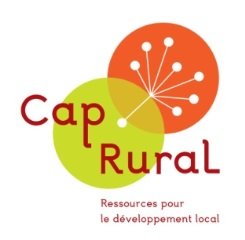 Cap
Rural
Ressources pour
le développement local